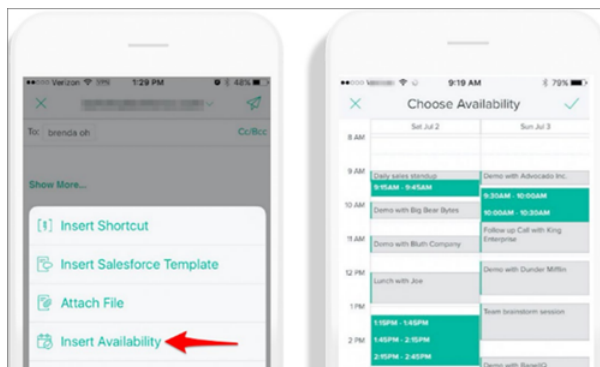 Verizon 1:29 PM 48%
To: brenda oh Cc/Bcc
Show More...
Insert Shortcut
Insert Salesforce Template
Attach File
Insert Availability
9:19 AM 79%
Choose Availability
Sat Jul 2 Sun Jul 3
8 AM
9 AM
Daily sales standup Demo with Advocado Inc.
9:15AM - 9:45AM
9:30AM - 10:00AM
10 AM
Demo with Big Bear Bytes
10:00AM - 10:30AM
Follow up Call with King
Enterprise
11 AM
Demo with Bluth Company
12 PM
Demo with Dunder Mifflin
Lunch with Joe
1 PM
Team brainstorm session
1:15PM - 1:45PM
1:45PM - 2:15PM
2 PM
2:15PM - 2:45PM